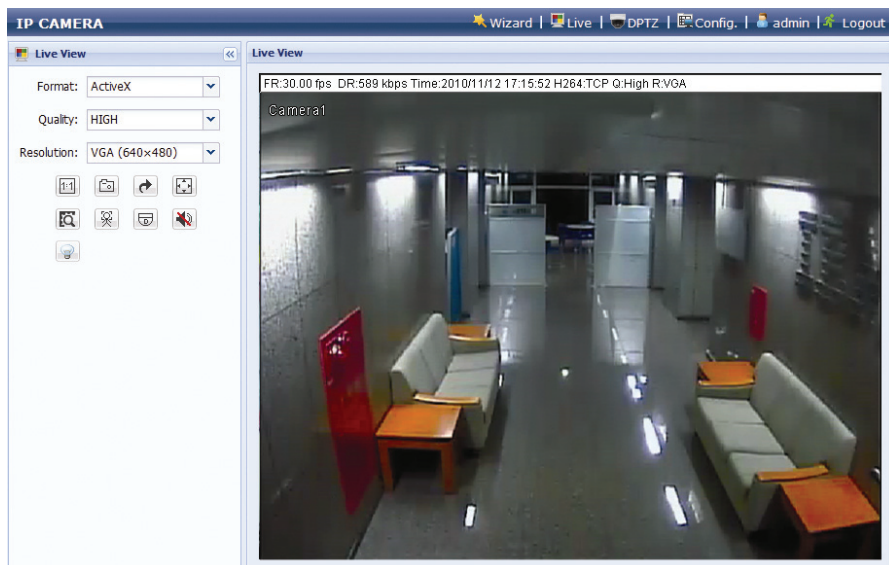 IP CAMERA
Wizard | Live | DPTZ | Config. | admin | Logout
Live View
Format: ActiveX
Quality: HIGH
Resolution: VGA (640×480)
1:1
Live View
FR:30.00 fps DR:589 kbps Time:2010/11/12 17:15:52 H264:TCP Q:High R:VGA
Camera1